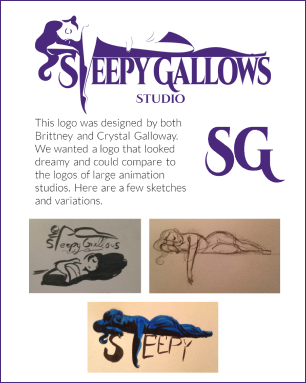 SLEEPY GALLOWS
STUDIO
This logo was designed by both
Brittney and Crystal Galloway.
We wanted a logo that looked
dreamy and could compare to
the logos of large animation
studios. Here are a few sketches
and variations.
SG
Sleepy Gallows
SLEEPY